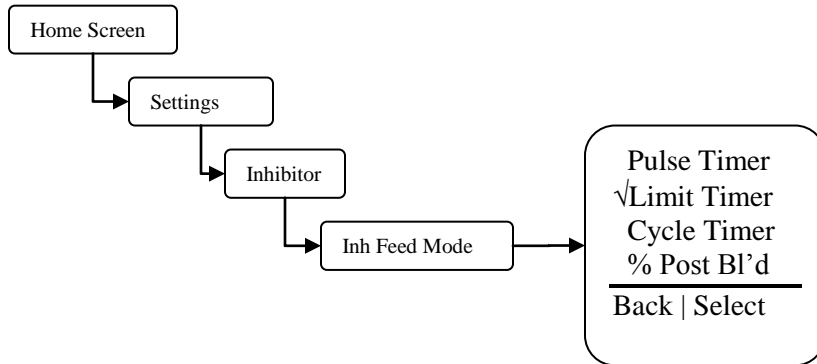 Home Screen
Settings
Inhibitor
Inh Feed Mode
Pulse Timer
√Limit Timer
Cycle Timer
% Post Bl’d
Back | Select